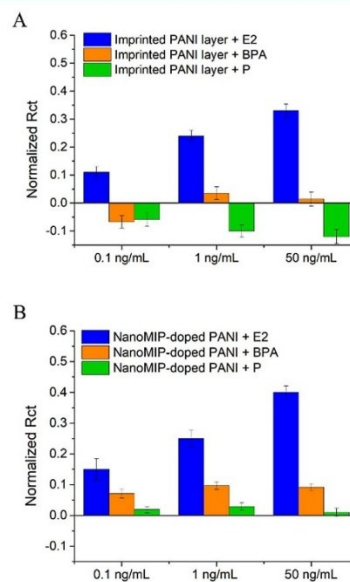 A
Imprinted PANI layer + E2
Imprinted PANI layer + BPA
Imprinted PANI layer + P
Normalized Rct
0.6
0.5
0.4
0.3
0.2
0.1
0.0
-0.1
0.1 ng/mL 1 ng/mL 50 ng/mL
B
NanoMIP-doped PANI + E2
NanoMIP-doped PANI + BPA
NanoMIP-doped PANI + P
Normalized Rct
0.6
0.5
0.4
0.3
0.2
0.1
0.0
-0.1
0.1 ng/mL 1 ng/mL 50 ng/mL